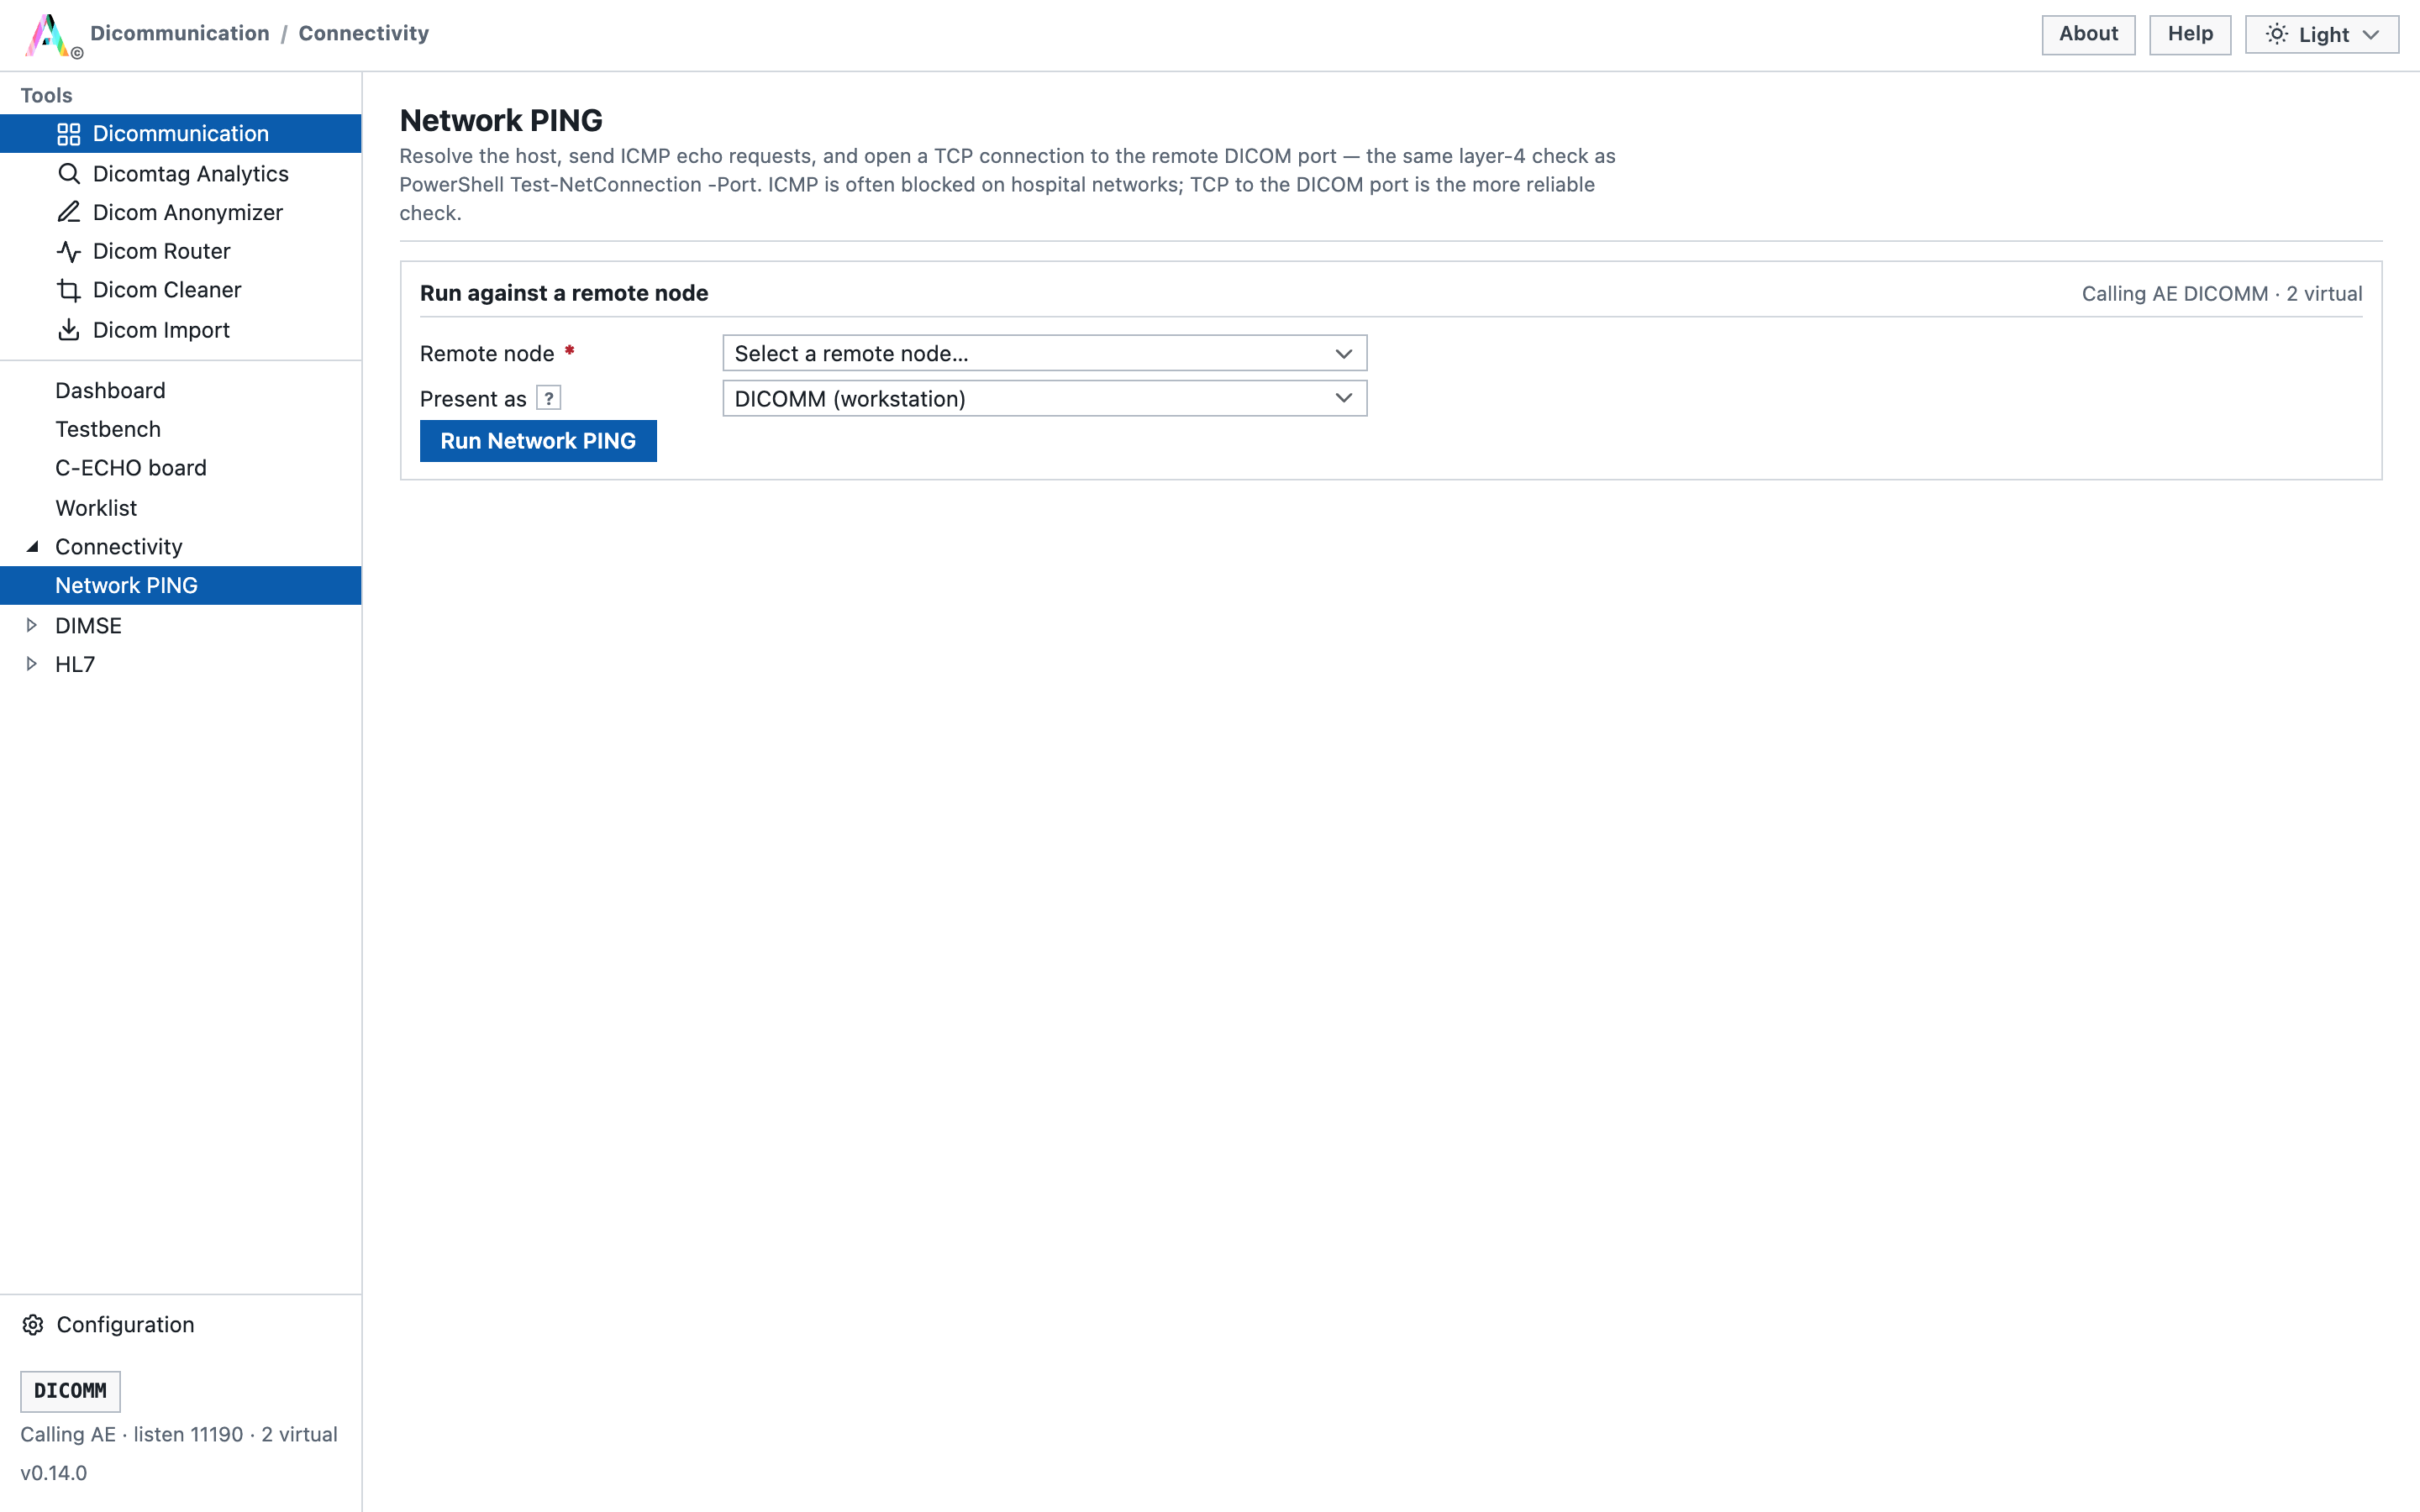 ©
Dicommunication / Connectivity
About
Help
Light
Tools
Dicommunication
Dicomtag Analytics
Dicom Anonymizer
Dicom Router
Dicom Cleaner
Dicom Import
Dashboard
Testbench
C-ECHO board
Worklist
Connectivity
Network PING
DIMSE
HL7
Configuration
DICOMM
Calling AE · listen 11190 · 2 virtual
v0.14.0
Network PING
Resolve the host, send ICMP echo requests, and open a TCP connection to the remote DICOM port — the same layer-4 check as
PowerShell Test-NetConnection -Port. ICMP is often blocked on hospital networks; TCP to the DICOM port is the more reliable
check.
Run against a remote node
Calling AE DICOMM · 2 virtual
Remote node *
Select a remote node...
Present as ?
DICOMM (workstation)
Run Network PING